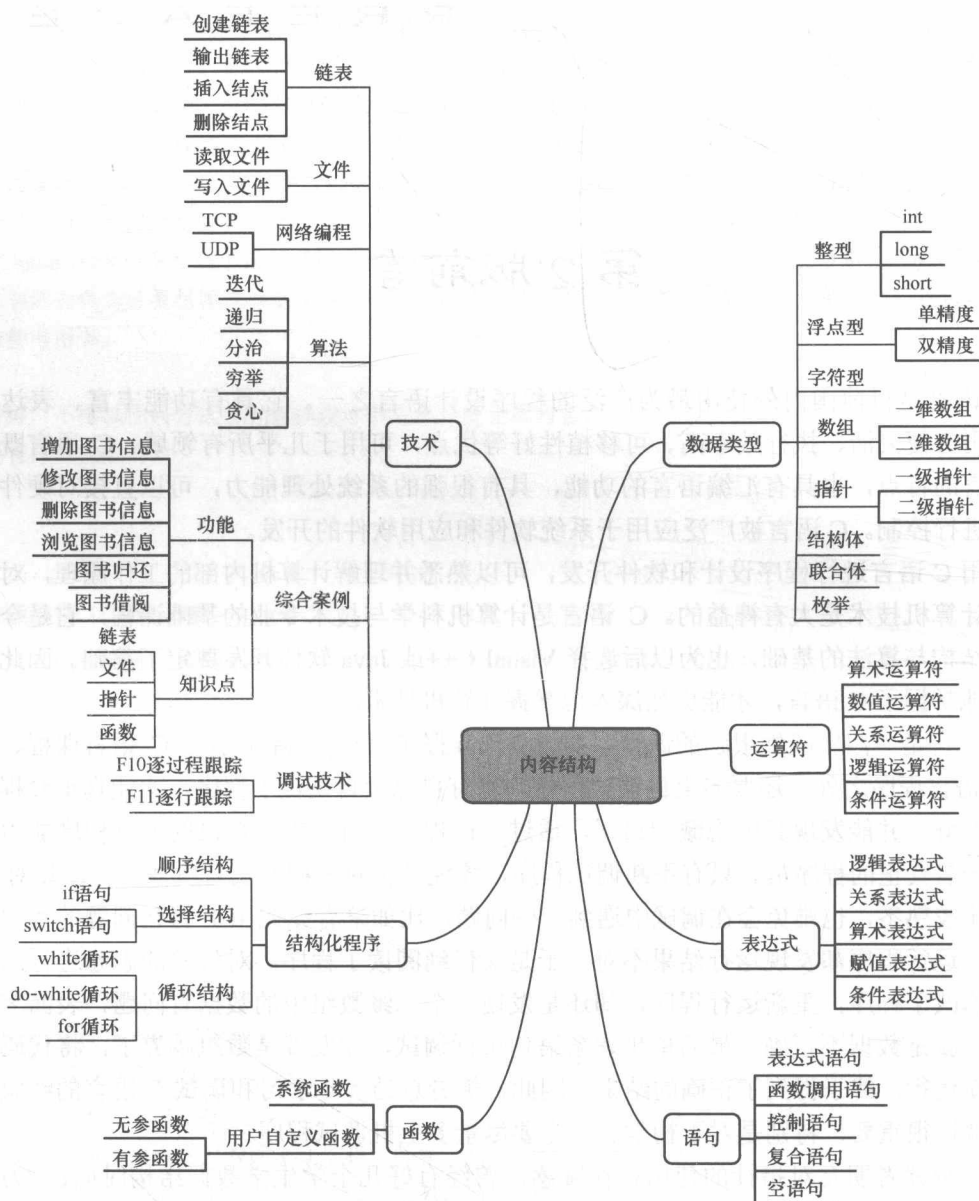 创建链表
输出链表
插入结点
删除结点
链表
读取文件
写入文件
文件
TCP
UDP
网络编程
迭代
递归
分治
穷举
贪心
算法
技术
增加图书信息
修改图书信息
删除图书信息
浏览图书信息
图书归还
图书借阅
功能
综合案例
链表
文件
指针
函数
知识点
F10逐过程跟踪
F11逐行跟踪
调试技术
顺序结构
if语句
switch语句
选择结构
white循环
do-white循环
for循环
循环结构
结构化程序
系统函数
无参函数
有参函数
用户自定义函数
函数
内容结构
数据类型
整型
int
long
short
浮点型
单精度
双精度
字符型
数组
一维数组
二维数组
指针
一级指针
二级指针
结构体
联合体
枚举
运算符
算术运算符
数值运算符
关系运算符
逻辑运算符
条件运算符
表达式
逻辑表达式
关系表达式
算术表达式
赋值表达式
条件表达式
语句
表达式语句
函数调用语句
控制语句
复合语句
空语句